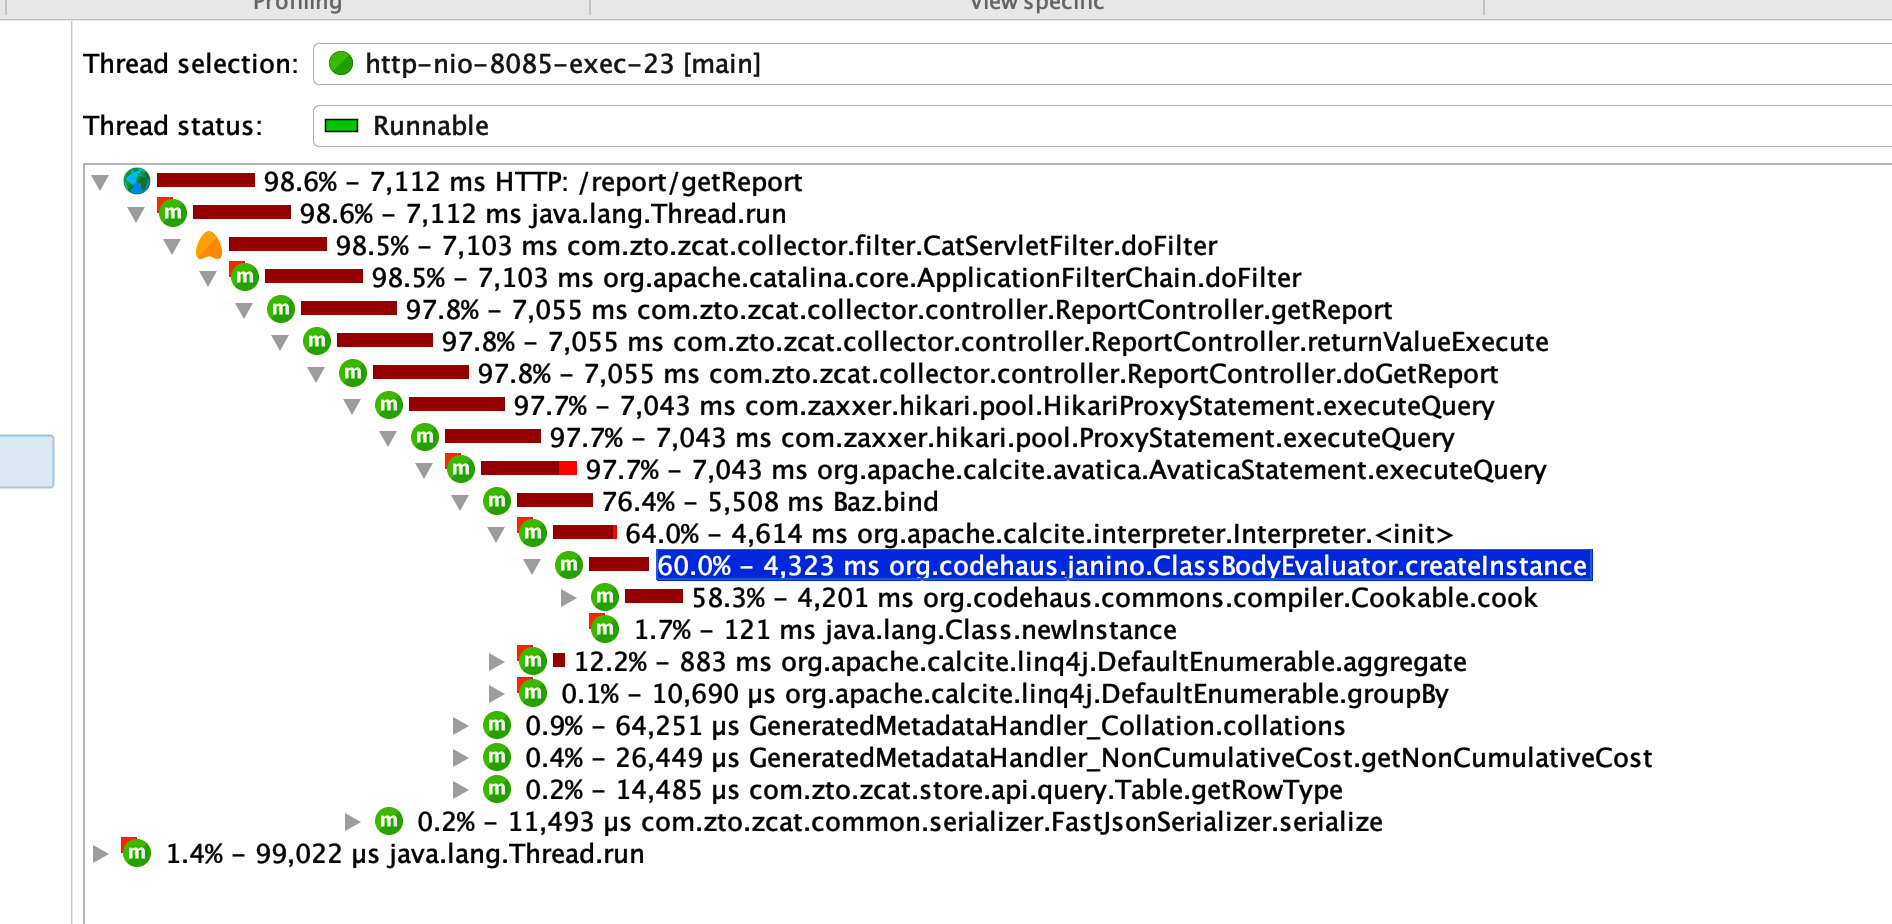 Profiling
View specific
Thread selection: http-nio-8085-exec-23 [main]
Thread status: Runnable
98.6% – 7,112 ms HTTP: /report/getReport
m 98.6% – 7,112 ms java.lang.Thread.run
98.5% – 7,103 ms com.zto.zcat.collector.filter.CatServletFilter.doFilter
m 98.5% – 7,103 ms org.apache.catalina.core.ApplicationFilterChain.doFilter
m 97.8% – 7,055 ms com.zto.zcat.collector.controller.ReportController.getReport
m 97.8% – 7,055 ms com.zto.zcat.collector.controller.ReportController.returnValueExecute
m 97.8% – 7,055 ms com.zto.zcat.collector.controller.ReportController.doGetReport
m 97.7% – 7,043 ms com.zaxxer.hikari.pool.HikariProxyStatement.executeQuery
m 97.7% – 7,043 ms com.zaxxer.hikari.pool.ProxyStatement.executeQuery
m 97.7% – 7,043 ms org.apache.calcite.avatica.AvaticaStatement.executeQuery
m 76.4% – 5,508 ms Baz.bind
m 64.0% – 4,614 ms org.apache.calcite.interpreter.Interpreter.<init>
m 60.0% – 4,323 ms org.codehaus.janino.ClassBodyEvaluator.createInstance
m 58.3% – 4,201 ms org.codehaus.commons.compiler.Cookable.cook
m 1.7% – 121 ms java.lang.Class.newInstance
m 12.2% – 883 ms org.apache.calcite.linq4j.DefaultEnumerable.aggregate
m 0.1% – 10,690 µs org.apache.calcite.linq4j.DefaultEnumerable.groupBy
m 0.9% – 64,251 µs GeneratedMetadataHandler_Collation.collations
m 0.4% – 26,449 µs GeneratedMetadataHandler_NonCumulativeCost.getNonCumulativeCost
m 0.2% – 14,485 µs com.zto.zcat.store.api.query.Table.getRowType
m 0.2% – 11,493 µs com.zto.zcat.common.serializer.FastJsonSerializer.serialize
m 1.4% – 99,022 µs java.lang.Thread.run